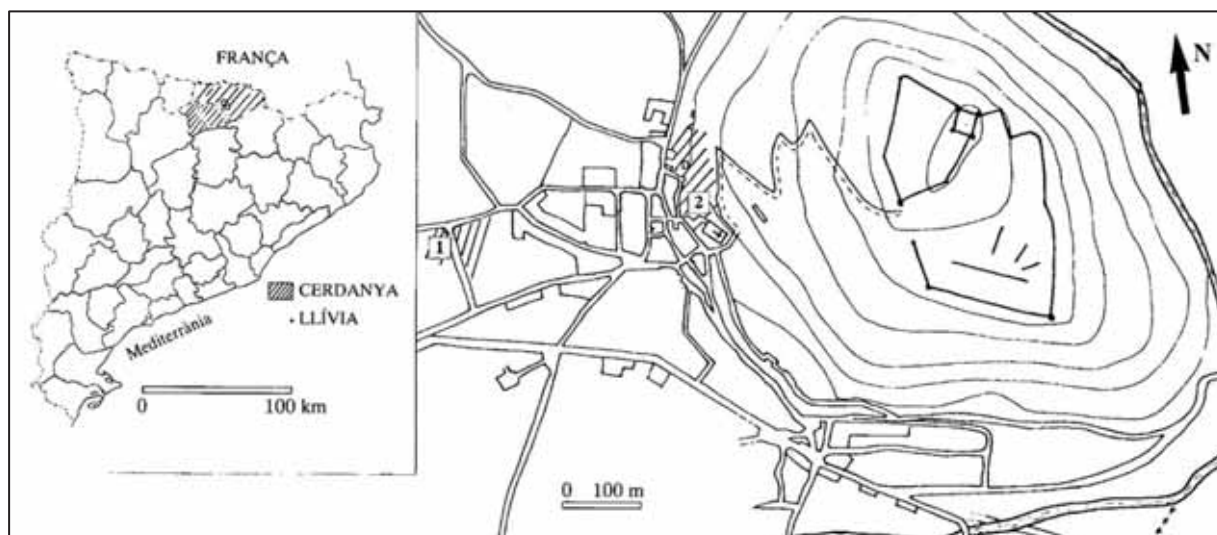 FRANÇA
CERDANYA
LLÍVIA
Mediterrània
0 100 km
N
1
2
0 100 m